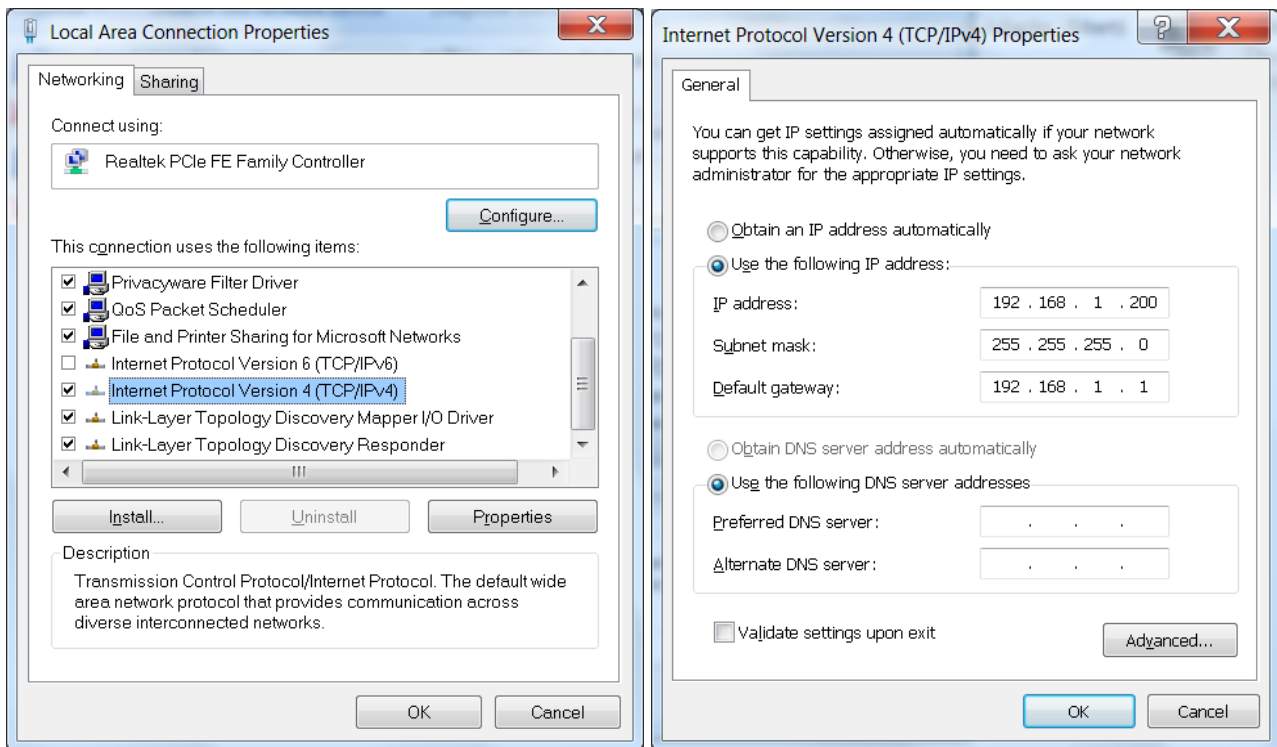 Local Area Connection Properties
Networking
Sharing
Connect using:
Realtek PCIe FE Family Controller
Configure...
This connection uses the following items:
Privacyware Filter Driver
QoS Packet Scheduler
File and Printer Sharing for Microsoft Networks
Internet Protocol Version 6 (TCP/IPv6)
Internet Protocol Version 4 (TCP/IPv4)
Link-Layer Topology Discovery Mapper I/O Driver
Link-Layer Topology Discovery Responder
Install...
Uninstall
Properties
Description
Transmission Control Protocol/Internet Protocol. The default wide
area network protocol that provides communication across
diverse interconnected networks.
OK
Cancel
Internet Protocol Version 4 (TCP/IPv4) Properties
General
You can get IP settings assigned automatically if your network
supports this capability. Otherwise, you need to ask your network
administrator for the appropriate IP settings.
Obtain an IP address automatically
Use the following IP address:
IP address: 192 . 168 . 1 . 200
Subnet mask: 255 . 255 . 255 . 0
Default gateway: 192 . 168 . 1 . 1
Obtain DNS server address automatically
Use the following DNS server addresses
Preferred DNS server: . . .
Alternate DNS server: . . .
Validate settings upon exit
Advanced...
OK
Cancel